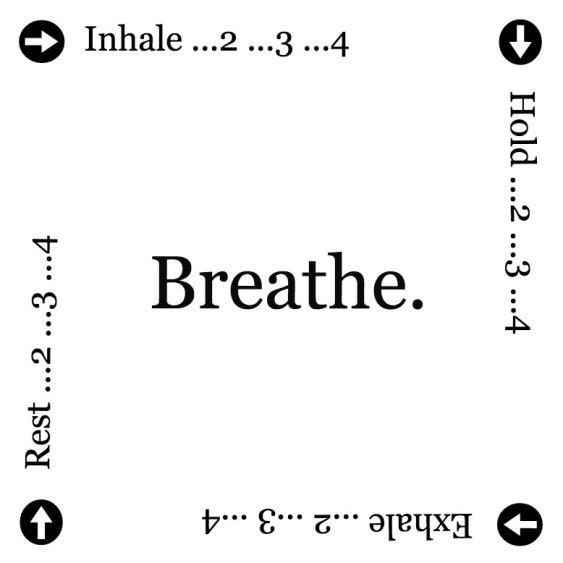 Inhale ...2 ...3 ...4
Hold ...2 ...3 ...4
Breathe.
Exhale ...2 ...3 ...4
Rest ...2 ...3 ...4